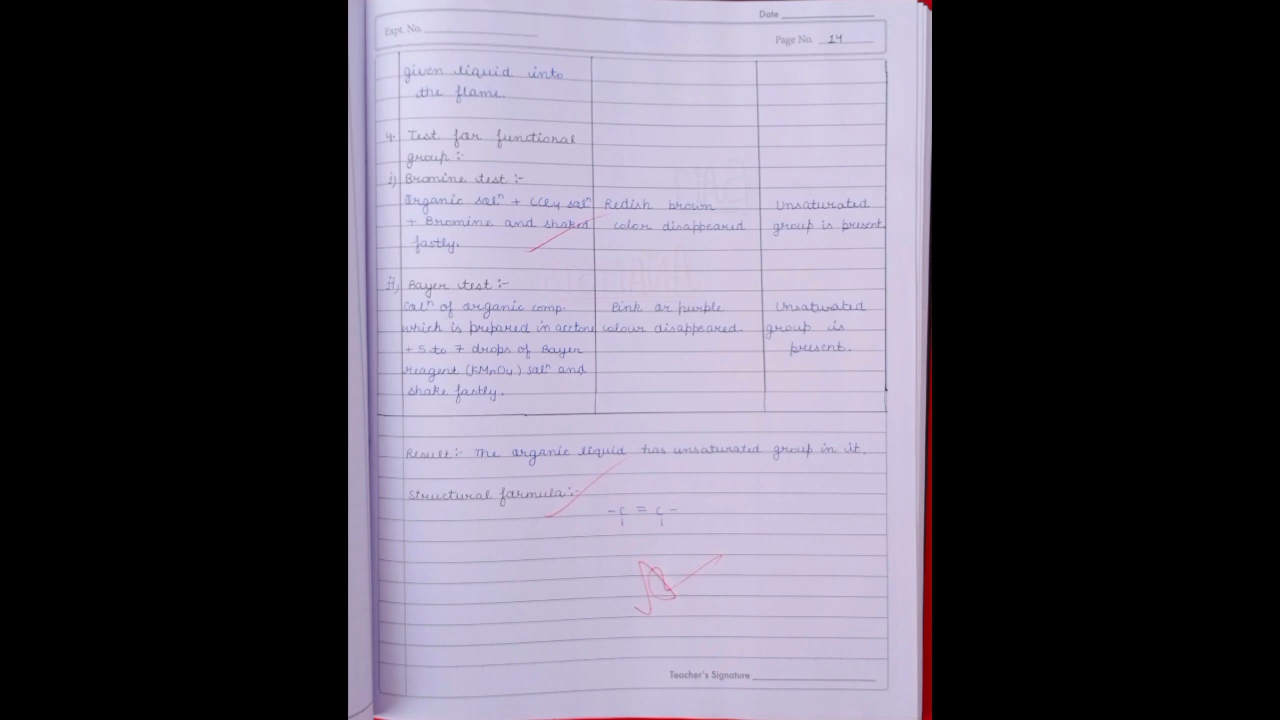 Date
Expt. No.
Page No. 14
given liquid into
the flame.
4. Test for functional
group :-
i) Bromine test :-
Organic solⁿ + CCl4 solⁿ
+ Bromine and shaked
fastly.
Redish brown
color disappeared
Unsaturated
group is present.
ii) Bayer test :-
Solⁿ of organic comp.
which is prepared in acetone
+ 5 to 7 drops of Bayer
reagent (KMnO4) solⁿ and
shake fastly.
Pink or purple
colour disappeared.
Unsaturated
group is
present.
Result :- The organic liquid has unsaturated group in it.
Structural formula :-
-C = C-
Teacher's Signature